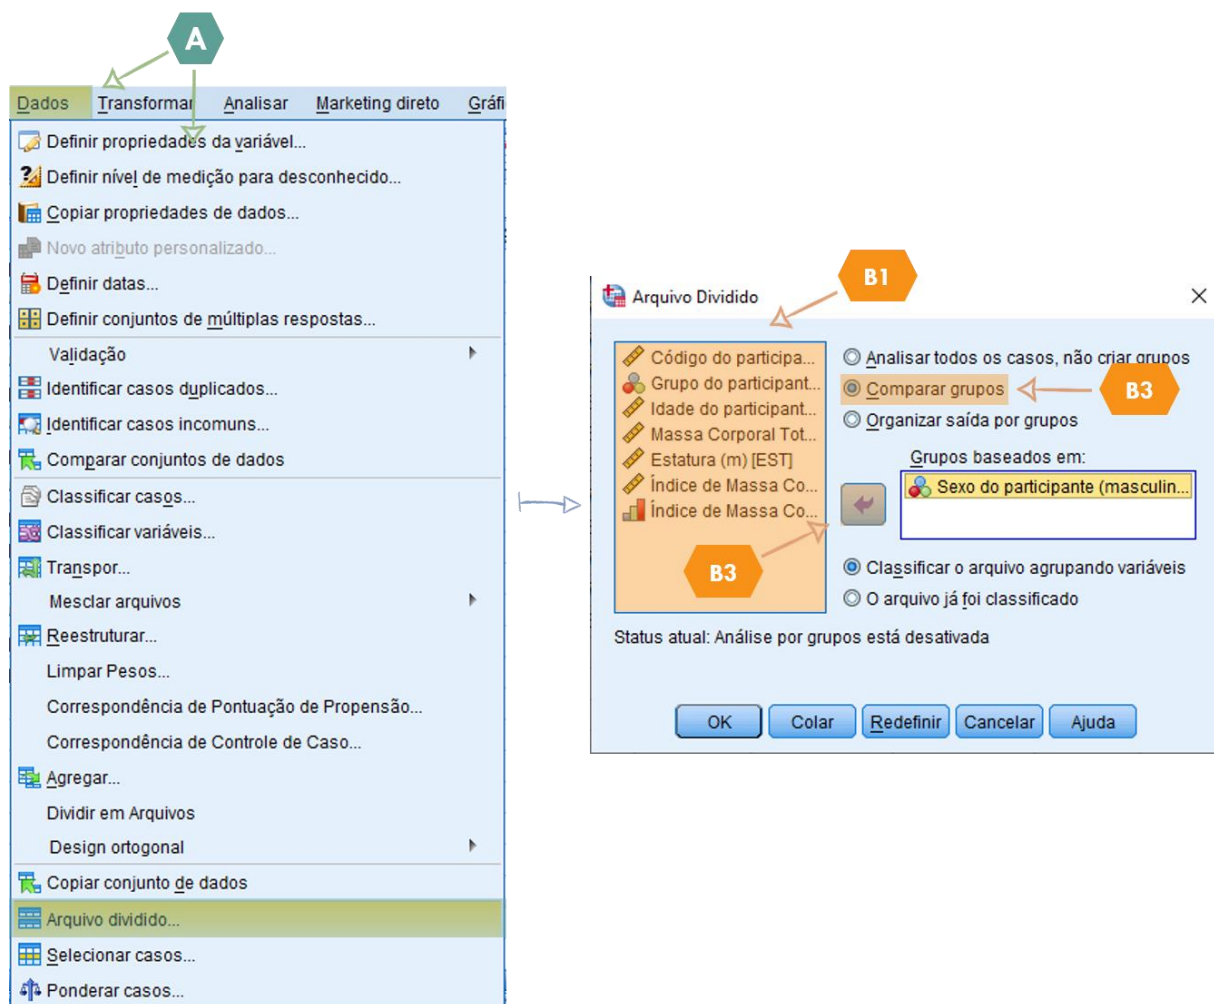 A
Dados Transformar Analisar Marketing direto Gráfi
Definir propriedades da variável...
Definir nível de medição para desconhecido...
Copiar propriedades de dados...
Novo atributo personalizado...
Definir datas...
Definir conjuntos de múltiplas respostas...
Validação
Identificar casos duplicados...
Identificar casos incomuns...
Comparar conjuntos de dados
Classificar casos...
Classificar variáveis...
Transpor...
Mesclar arquivos
Reestruturar...
Limpar Pesos...
Correspondência de Pontuação de Propensão...
Correspondência de Controle de Caso...
Agregar...
Dividir em Arquivos
Design ortogonal
Copiar conjunto de dados
Arquivo dividido...
Selecionar casos...
Ponderar casos...
B1
Arquivo Dividido
Código do participa...
Grupo do participant...
Idade do participant...
Massa Corporal Tot...
Estatura (m) [EST]
Índice de Massa Co...
Índice de Massa Co...
B3
Analisar todos os casos, não criar grupos
Comparar grupos
B3
Organizar saída por grupos
Grupos baseados em:
Sexo do participante (masculin...
Classificar o arquivo agrupando variáveis
O arquivo já foi classificado
Status atual: Análise por grupos está desativada
OK Colar Redefinir Cancelar Ajuda